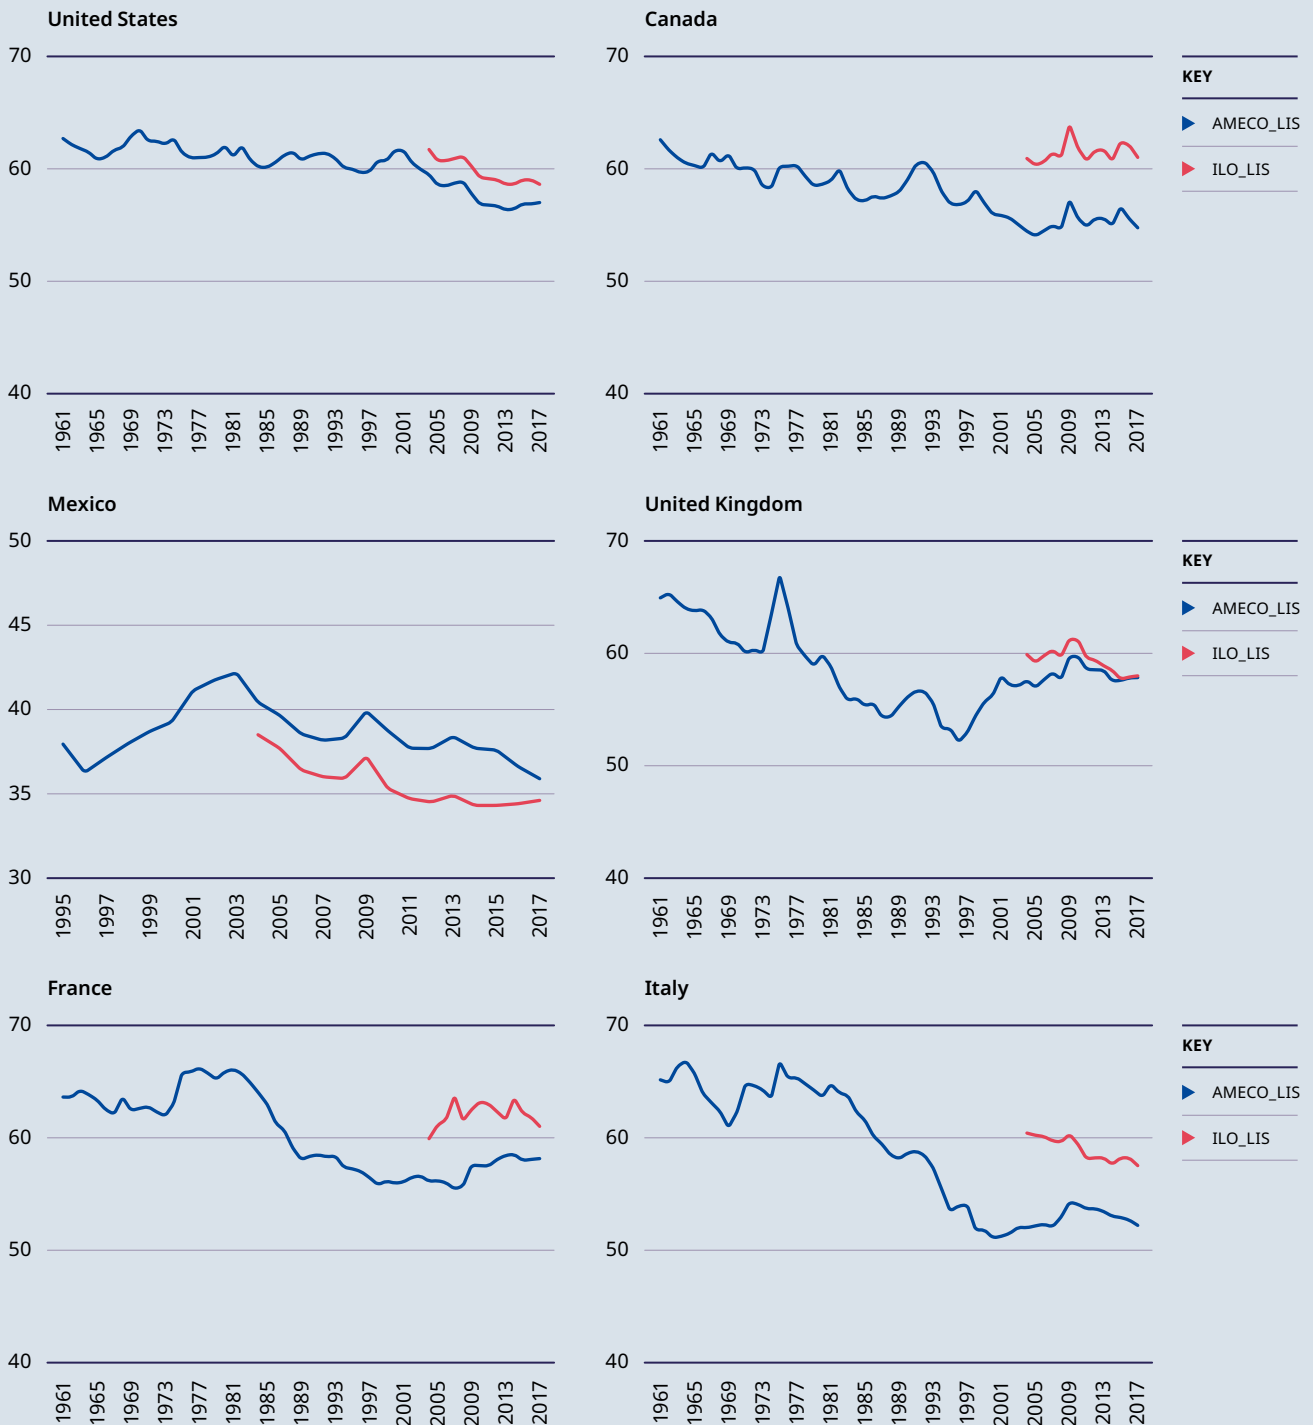 United States
Canada
70
60
50
40
1961 1965 1969 1973 1977 1981 1985 1989 1993 1997 2001 2005 2009 2013 2017
70
60
50
40
1961 1965 1969 1973 1977 1981 1985 1989 1993 1997 2001 2005 2009 2013 2017
KEY
AMECO_LIS
ILO_LIS
Mexico
United Kingdom
50
45
40
35
30
1995 1997 1999 2001 2003 2005 2007 2009 2011 2013 2015 2017
70
60
50
40
1961 1965 1969 1973 1977 1981 1985 1989 1993 1997 2001 2005 2009 2013 2017
KEY
AMECO_LIS
ILO_LIS
France
Italy
70
60
50
40
1961 1965 1969 1973 1977 1981 1985 1989 1993 1997 2001 2005 2009 2013 2017
70
60
50
40
1961 1965 1969 1973 1977 1981 1985 1989 1993 1997 2001 2005 2009 2013 2017
KEY
AMECO_LIS
ILO_LIS